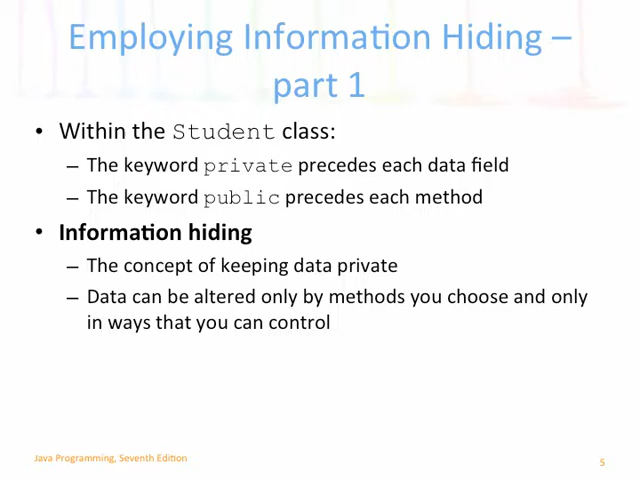 Employing Information Hiding –
part 1
• Within the Student class:
– The keyword private precedes each data field
– The keyword public precedes each method
• Information hiding
– The concept of keeping data private
– Data can be altered only by methods you choose and only
in ways that you can control
Java Programming, Seventh Edition
5